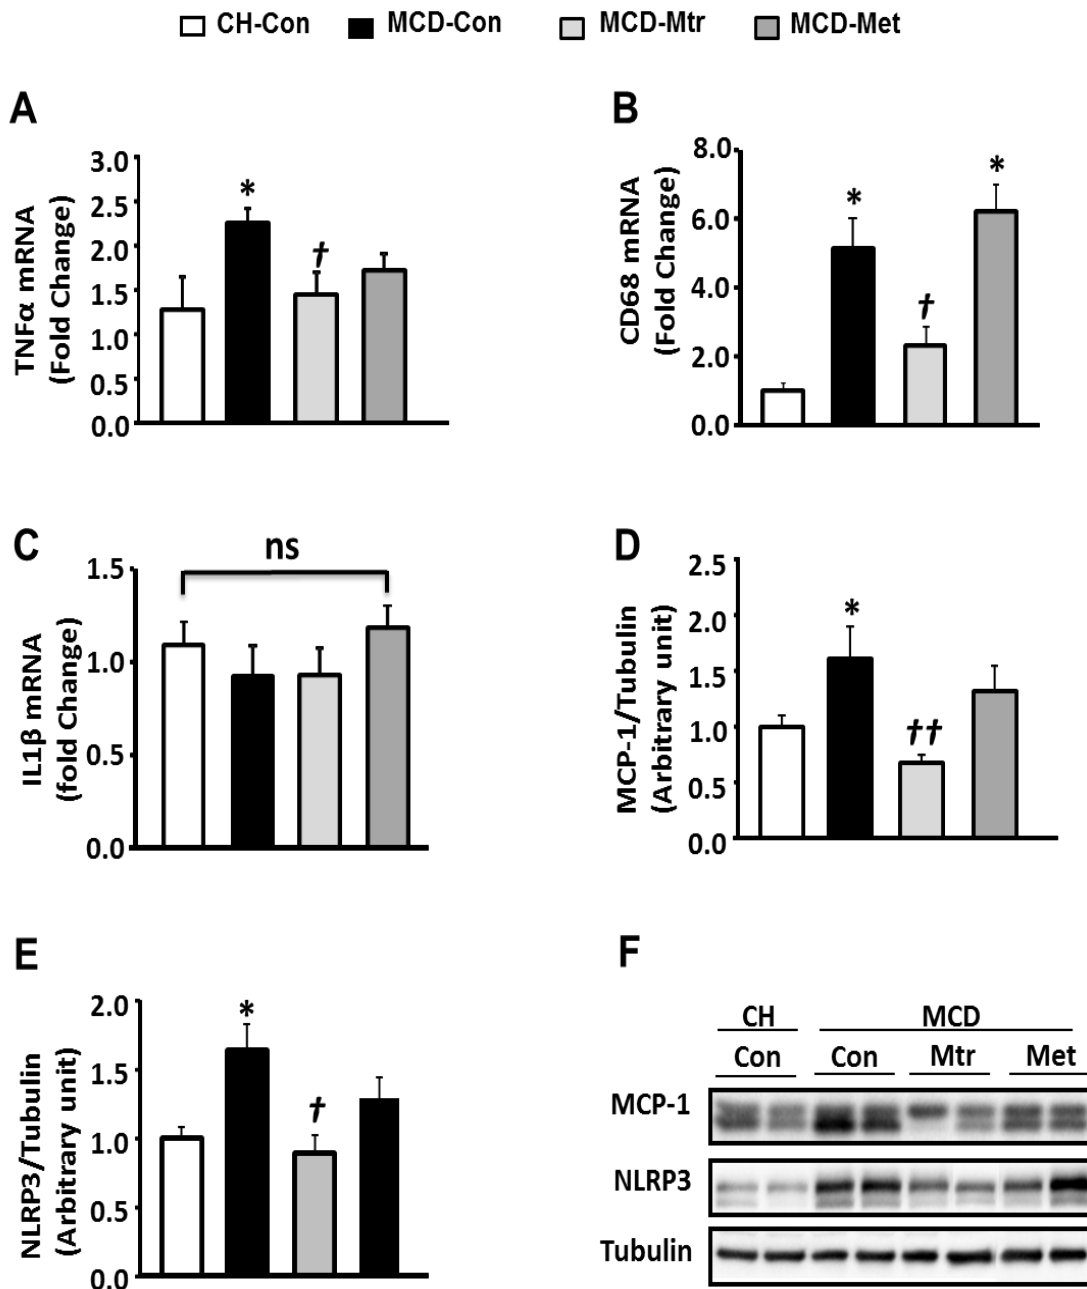 CH-Con MCD-Con MCD-Mtr MCD-Met
A
TNFα mRNA
(Fold Change)
3.0
2.5
2.0
1.5
1.0
0.5
0.0
*
†
B
CD68 mRNA
(Fold Change)
8.0
6.0
4.0
2.0
0.0
*
†
*
C
IL1β mRNA
(fold Change)
1.5
1.0
0.5
0.0
ns
D
MCP-1/Tubulin
(Arbitrary unit)
2.5
2.0
1.5
1.0
0.5
0.0
*
††
E
NLRP3/Tubulin
(Arbitrary unit)
2.0
1.5
1.0
0.5
0.0
*
†
F
CH MCD
Con Con Mtr Met
MCP-1
NLRP3
Tubulin